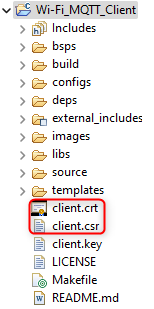 Wi-Fi_MQTT_Client
Includes
bsps
build
configs
deps
external_includes
images
libs
source
templates
client.crt
client.csr
client.key
LICENSE
Makefile
README.md